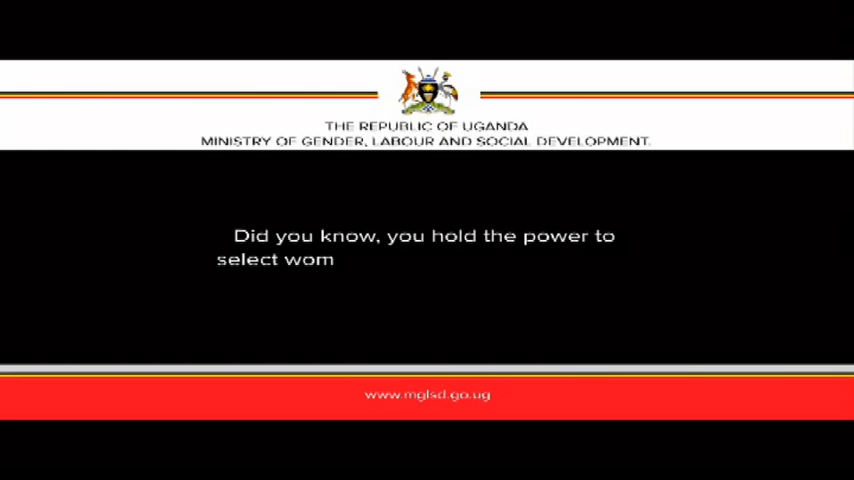 THE REPUBLIC OF UGANDA
MINISTRY OF GENDER, LABOUR AND SOCIAL DEVELOPMENT.
Did you know, you hold the power to
select wom
www.mglsd.go.ug